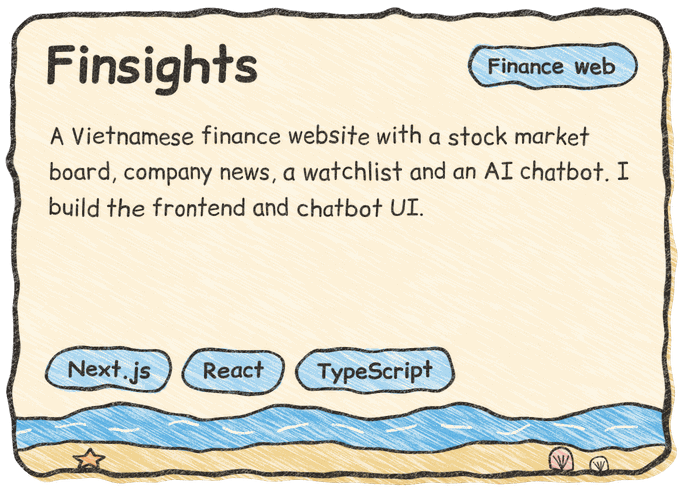 Finsights
Finance web
A Vietnamese finance website with a stock market
board, company news, a watchlist and an AI chatbot. I
build the frontend and chatbot UI.
Next.js
React
TypeScript